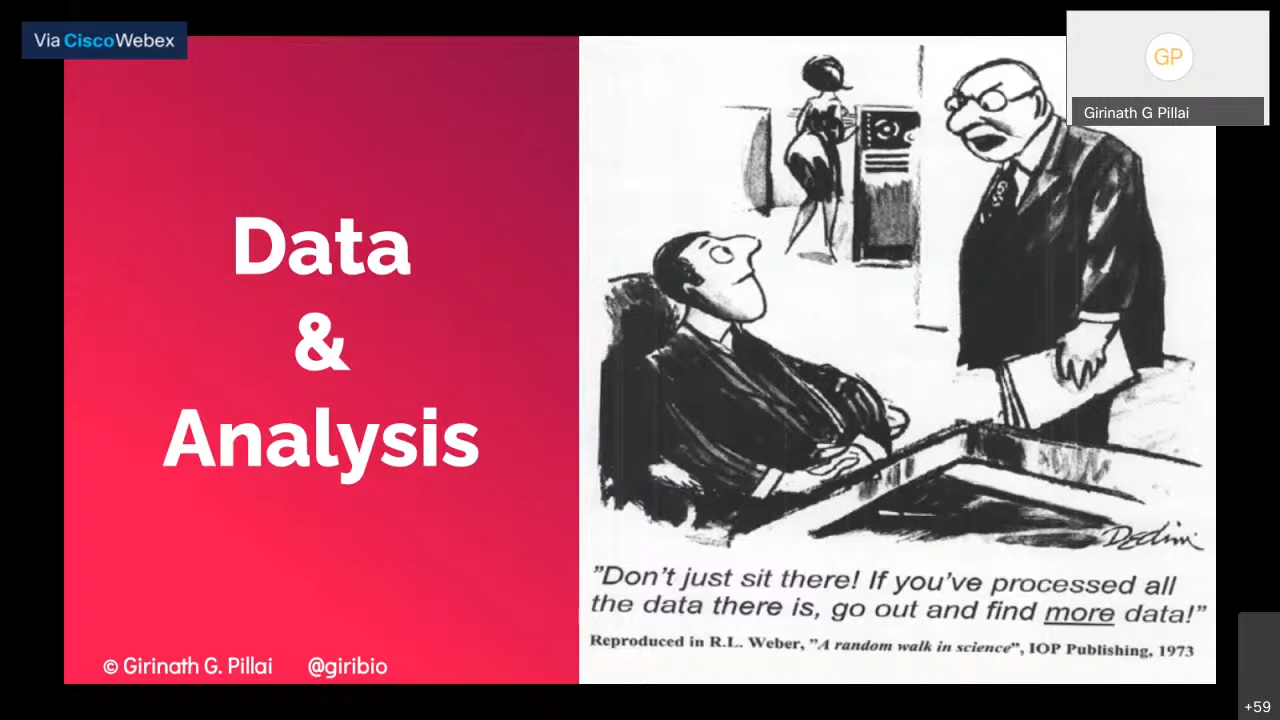 Via Cisco Webex
GP
Girinath G Pillai
Data
&
Analysis
"Don't just sit there! If you've processed all
the data there is, go out and find more data!"
Reproduced in R.L. Weber, "A random walk in science", IOP Publishing, 1973
© Girinath G. Pillai @giribio
+59